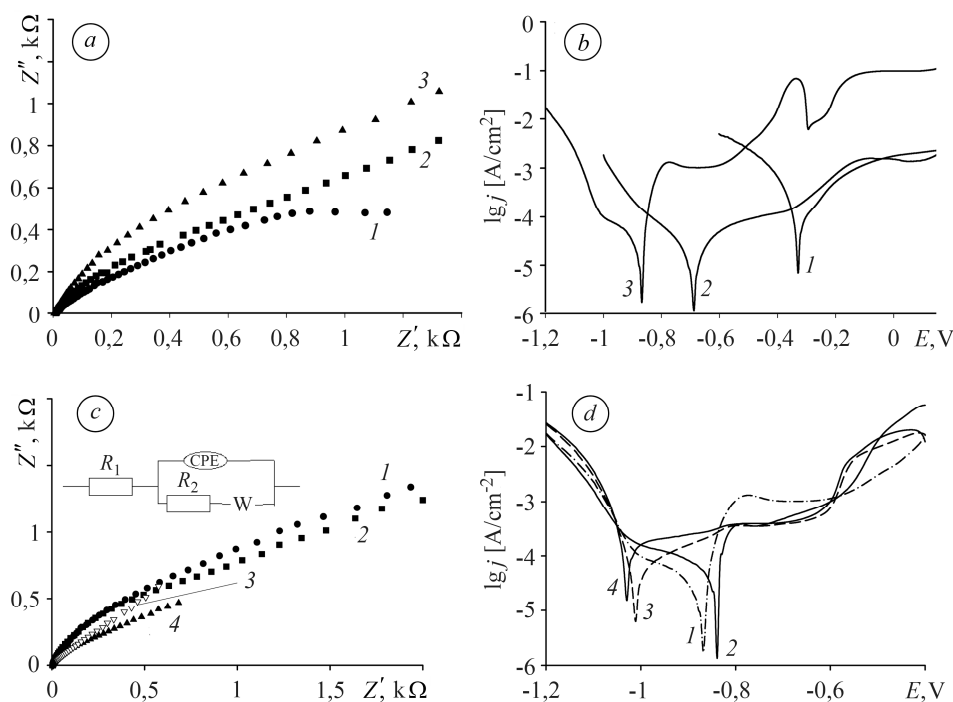 a
Z″, kΩ
1
0,8
0,6
0,4
0,2
0
0 0,2 0,4 0,6 0,8 1 Z′, kΩ
3
2
1
b
lg j [A/cm²]
0
-1
-2
-3
-4
-5
-6
-1,2 -1 -0,8 -0,6 -0,4 -0,2 0 E,V
3 2 1
c
Z″, kΩ
1
0,5
0
0 0,5 1 1,5 Z′, kΩ
R₁
CPE
R₂
W
1
2
3
4
d
lg j [A/cm⁻²]
-1
-2
-3
-4
-5
-6
-1,2 -1 -0,8 -0,6 E,V
4 3 1 2